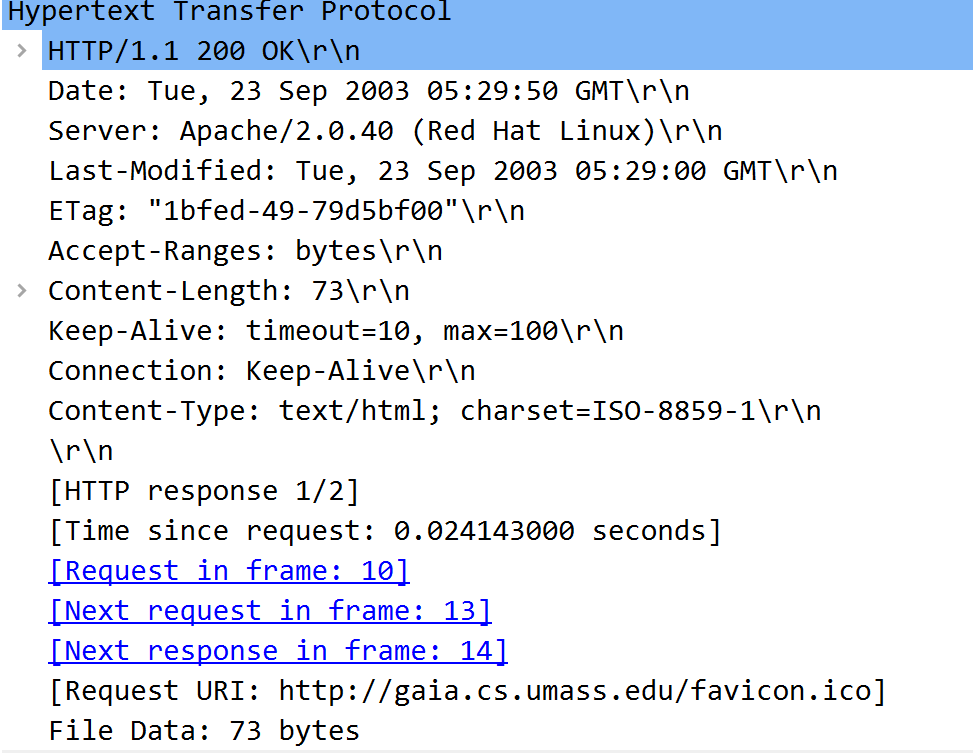 Hypertext Transfer Protocol
HTTP/1.1 200 OK\r\n
Date: Tue, 23 Sep 2003 05:29:50 GMT\r\n
Server: Apache/2.0.40 (Red Hat Linux)\r\n
Last-Modified: Tue, 23 Sep 2003 05:29:00 GMT\r\n
ETag: "1bfed-49-79d5bf00"\r\n
Accept-Ranges: bytes\r\n
Content-Length: 73\r\n
Keep-Alive: timeout=10, max=100\r\n
Connection: Keep-Alive\r\n
Content-Type: text/html; charset=ISO-8859-1\r\n
\r\n
[HTTP response 1/2]
[Time since request: 0.024143000 seconds]
[Request in frame: 10]
[Next request in frame: 13]
[Next response in frame: 14]
[Request URI: http://gaia.cs.umass.edu/favicon.ico]
File Data: 73 bytes